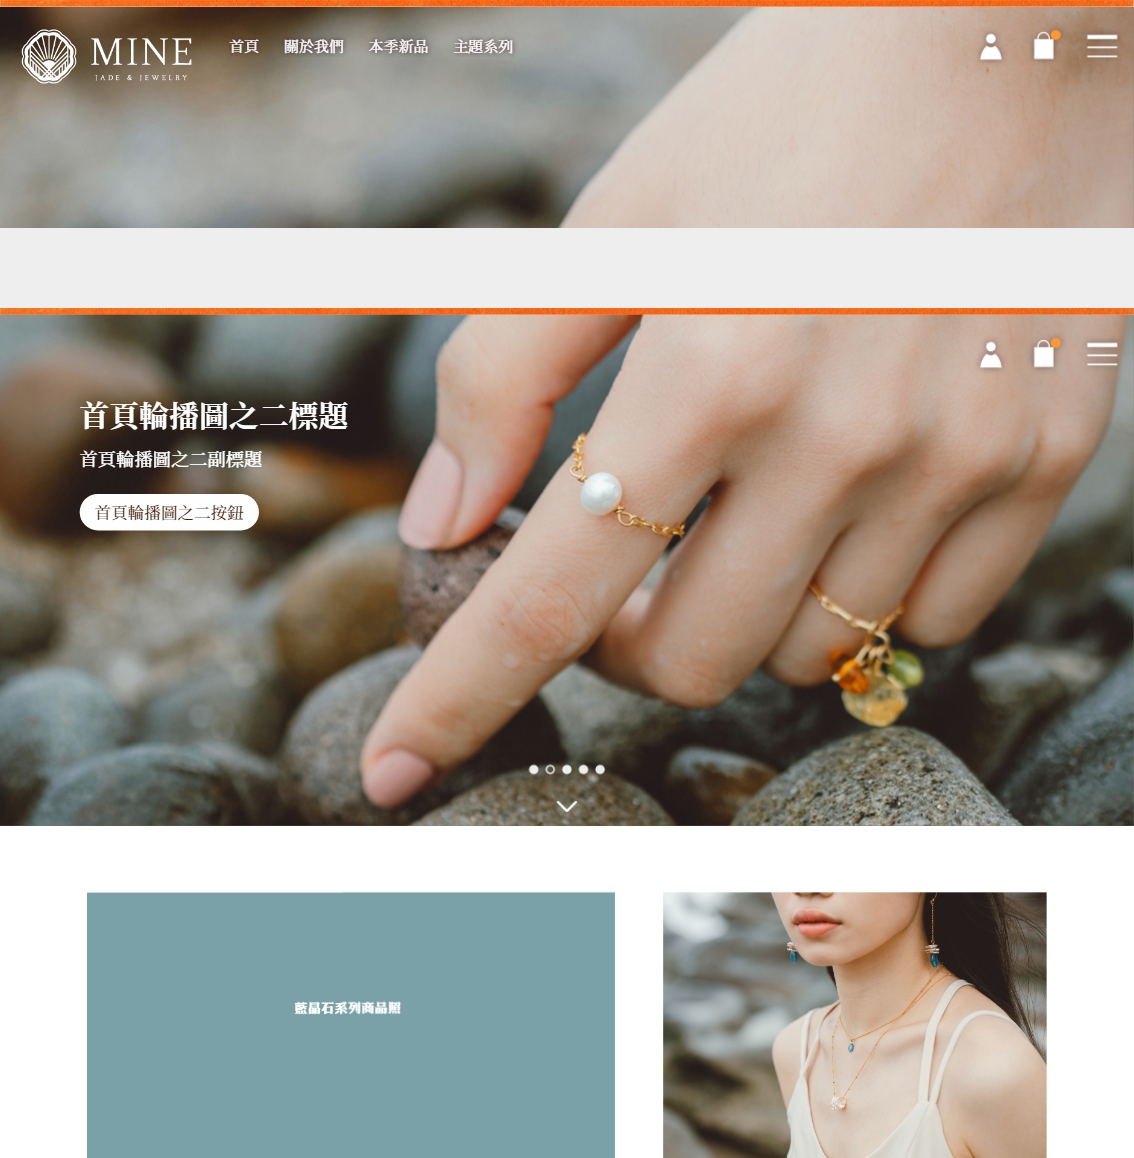 MINE
JADE & JEWELRY
首頁 關於我們 本季新品 主題系列
首頁輪播圖之二標題
首頁輪播圖之二副標題
首頁輪播圖之二按鈕
藍晶石系列商品照